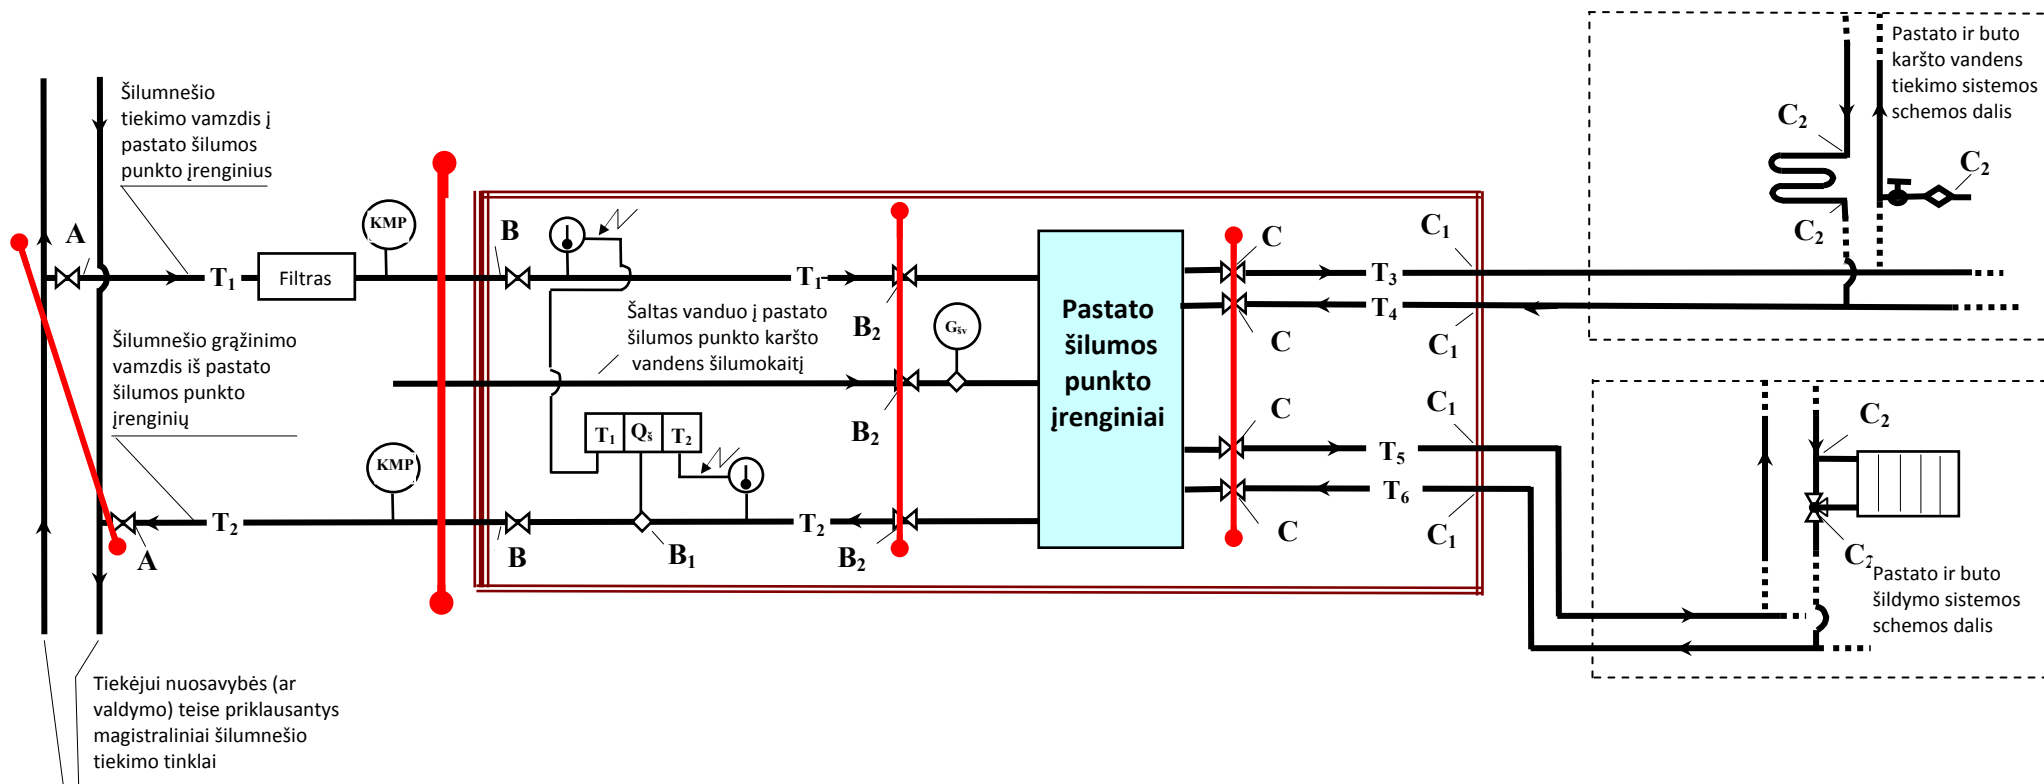 Šilumnešio
tiekimo vamzdis į
pastato šilumos
punkto įrenginius
A
T₁
Filtras
KMP
B
T₁
B₂
Šaltas vanduo į pastato
šilumos punkto karšto
vandens šilumokaitį
Gšv
B₂
Šilumnešio grąžinimo
vamzdis iš pastato
šilumos punkto
įrenginių
A
T₂
KMP
B
T₁ Qš T₂
B₁
T₂
B₂
Pastato
šilumos
punkto
įrenginiai
C
T₃
C₁
C
T₄
C₁
C
T₅
C₁
C
T₆
C₁
Pastato ir buto
karšto vandens
tiekimo sistemos
schemos dalis
C₂
C₂
C₂
C₂
C₂
Pastato ir buto
šildymo sistemos
schemos dalis
Tiekėjui nuosavybės (ar
valdymo) teise priklausantys
magistraliniai šilumnešio
tiekimo tinklai